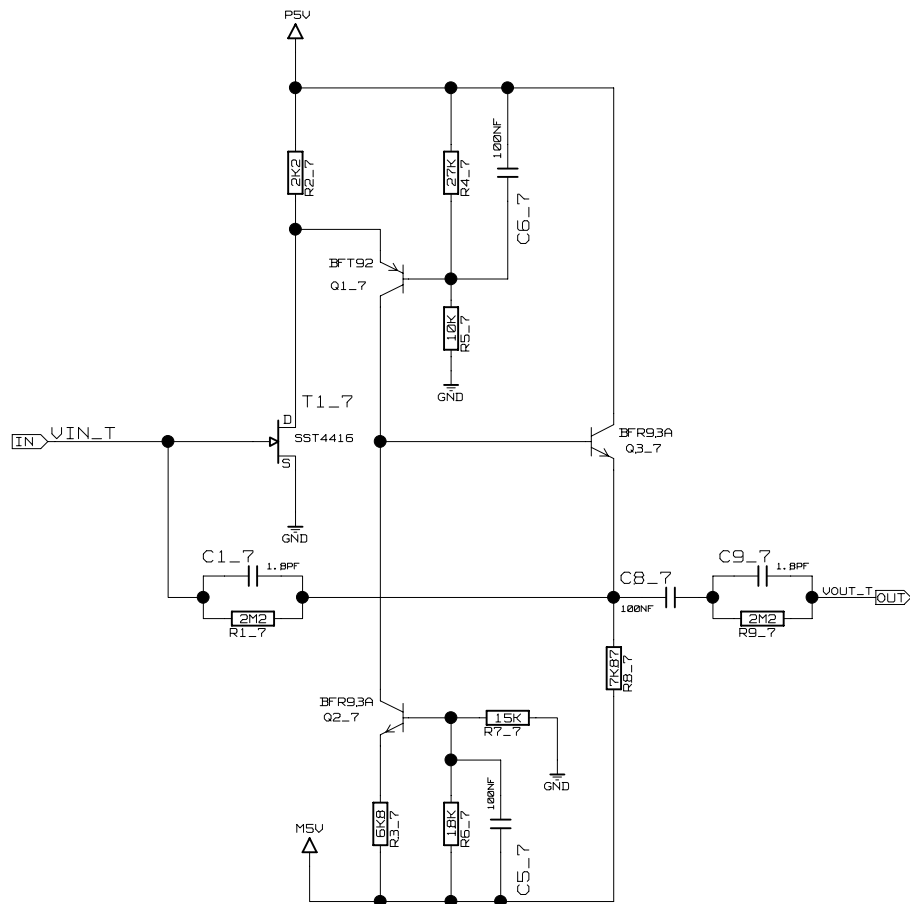 P5V
2K2
R2_7
27K
R4_7
100NF
C6_7
BFT92
Q1_7
10K
R5_7
GND
T1_7
D
SST4416
S
IN
VIN_T
GND
BFR93A
Q3_7
C1_7
1.8PF
2M2
R1_7
C8_7
100NF
C9_7
1.8PF
2M2
R9_7
VOUT_T
OUT
7K87
R8_7
BFR93A
Q2_7
15K
R7_7
GND
6K8
R3_7
18K
R6_7
100NF
C5_7
M5V